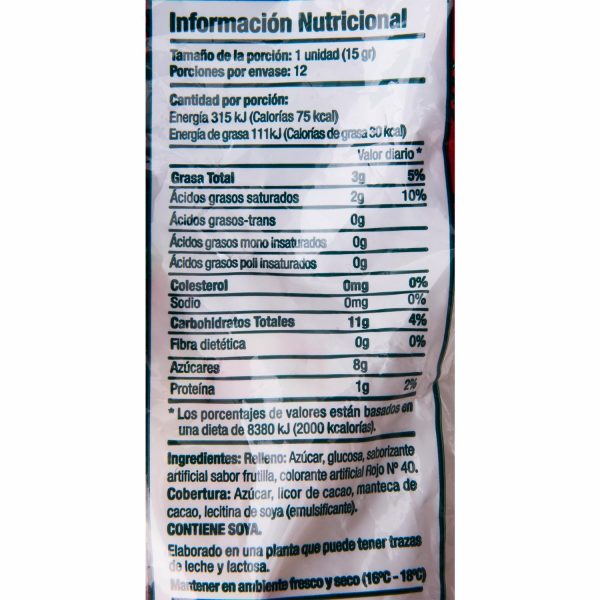 Información Nutricional
Tamaño de la porción: 1 unidad (15 gr)
Porciones por envase: 12
Cantidad por porción:
Energía 315 kJ (Calorías 75 kcal)
Energía de grasa 111kJ (Calorías de grasa 30 kcal)
Valor diario *
Grasa Total 3g 5%
Ácidos grasos saturados 2g 10%
Ácidos grasos-trans 0g
Ácidos grasos mono insaturados 0g
Ácidos grasos poli insaturados 0g
Colesterol 0mg 0%
Sodio 0mg 0%
Carbohidratos Totales 11g 4%
Fibra dietética 0g 0%
Azúcares 8g
Proteína 1g 2%
* Los porcentajes de valores están basados en
una dieta de 8380 kJ (2000 kcalorías).
Ingredientes: Relleno: Azúcar, glucosa, saborizante
artificial sabor frutilla, colorante artificial Rojo Nº 40.
Cobertura: Azúcar, licor de cacao, manteca de
cacao, lecitina de soya (emulsificante).
CONTIENE SOYA.
Elaborado en una planta que puede tener trazas
de leche y lactosa.
Mantener en ambiente fresco y seco (16ºC - 18ºC)